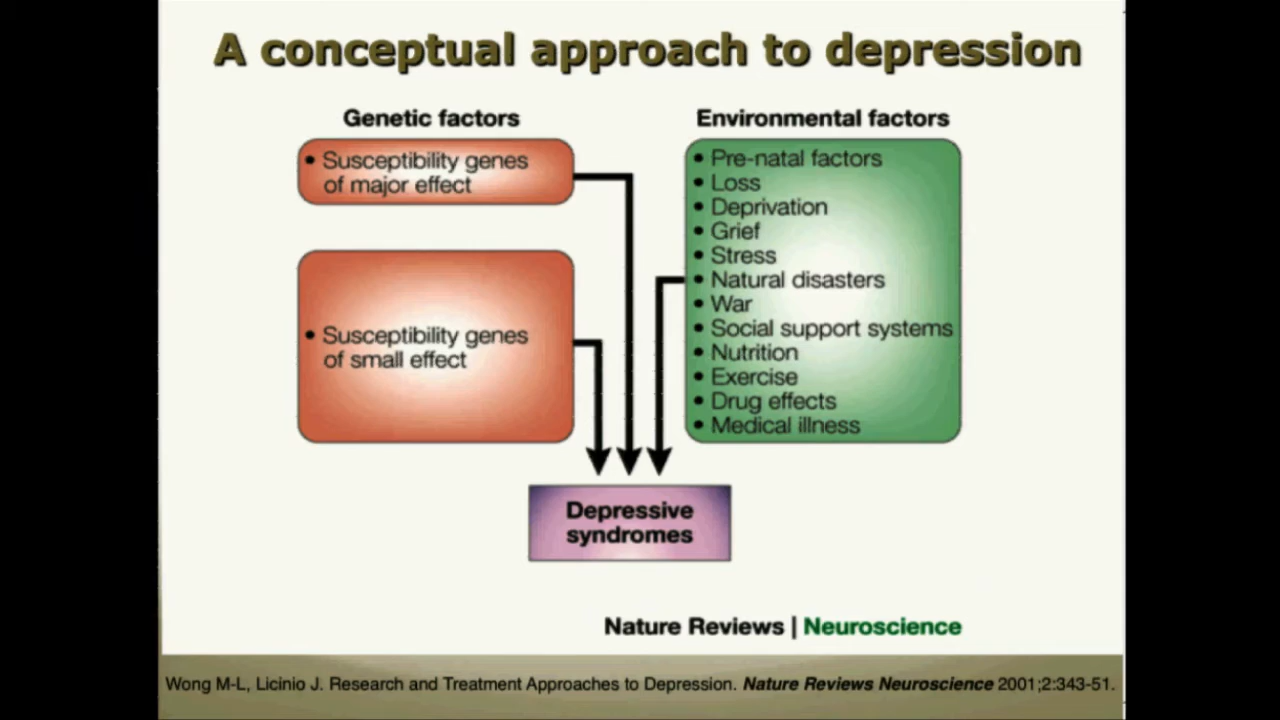 A conceptual approach to depression
Genetic factors
• Susceptibility genes
of major effect
• Susceptibility genes
of small effect
Environmental factors
• Pre-natal factors
• Loss
• Deprivation
• Grief
• Stress
• Natural disasters
• War
• Social support systems
• Nutrition
• Exercise
• Drug effects
• Medical illness
Depressive
syndromes
Nature Reviews | Neuroscience
Wong M-L, Licinio J. Research and Treatment Approaches to Depression. Nature Reviews Neuroscience 2001;2:343-51.